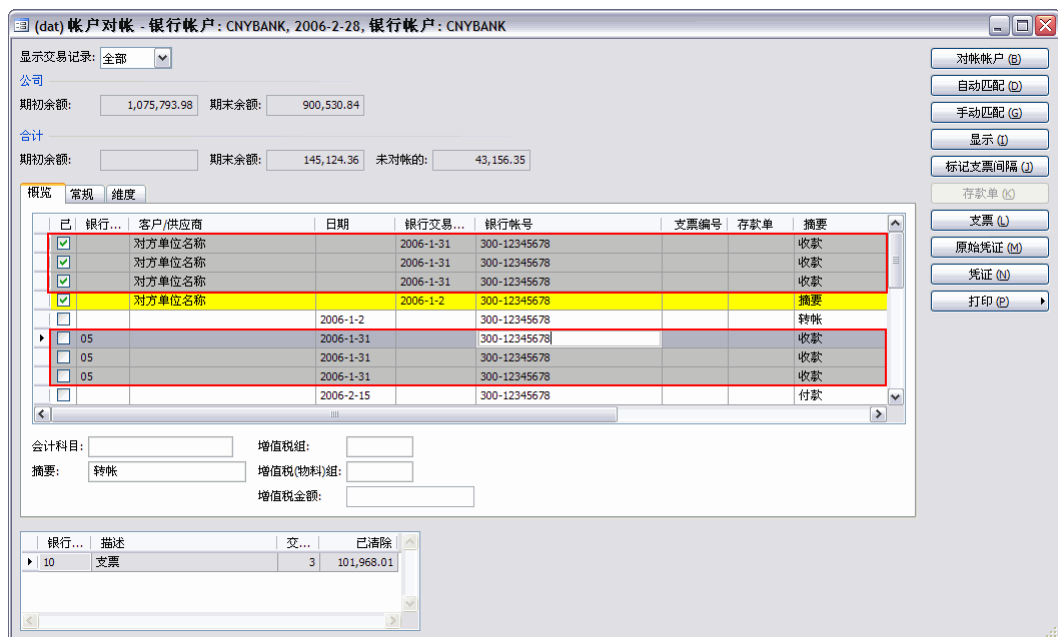 (dat) 帐户对帐 - 银行帐户: CNYBANK, 2006-2-28, 银行帐户: CNYBANK
显示交易记录: 全部
对帐帐户 (B)
公司
自动匹配 (D)
期初余额: 1,075,793.98 期末余额: 900,530.84
手动匹配 (G)
合计
显示 (I)
期初余额: 期末余额: 145,124.36 未对帐的: 43,156.35
标记支票间隔 (J)
概览 常规 维度
存款单 (K)
已 银行... 客户/供应商 日期 银行交易... 银行帐号 支票编号 存款单 摘要
支票 (L)
对方单位名称 2006-1-31 300-12345678 收款
原始凭证 (M)
对方单位名称 2006-1-31 300-12345678 收款
凭证 (N)
对方单位名称 2006-1-31 300-12345678 收款
打印 (P)
对方单位名称 2006-1-2 300-12345678 摘要
2006-1-2 300-12345678 转帐
05 2006-1-31 300-12345678 收款
05 2006-1-31 300-12345678 收款
05 2006-1-31 300-12345678 收款
2006-2-15 300-12345678 付款
会计科目: 增值税组:
摘要: 转帐 增值税(物料)组:
增值税金额:
银行... 描述 交... 已清除
10 支票 3 101,968.01